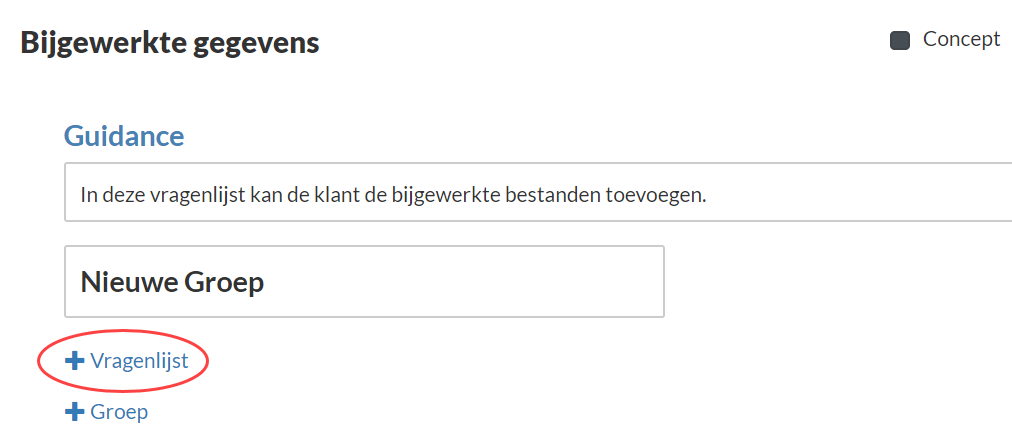 Bijgewerkte gegevens
Concept
Guidance
In deze vragenlijst kan de klant de bijgewerkte bestanden toevoegen.
Nieuwe Groep
Vragenlijst
Groep